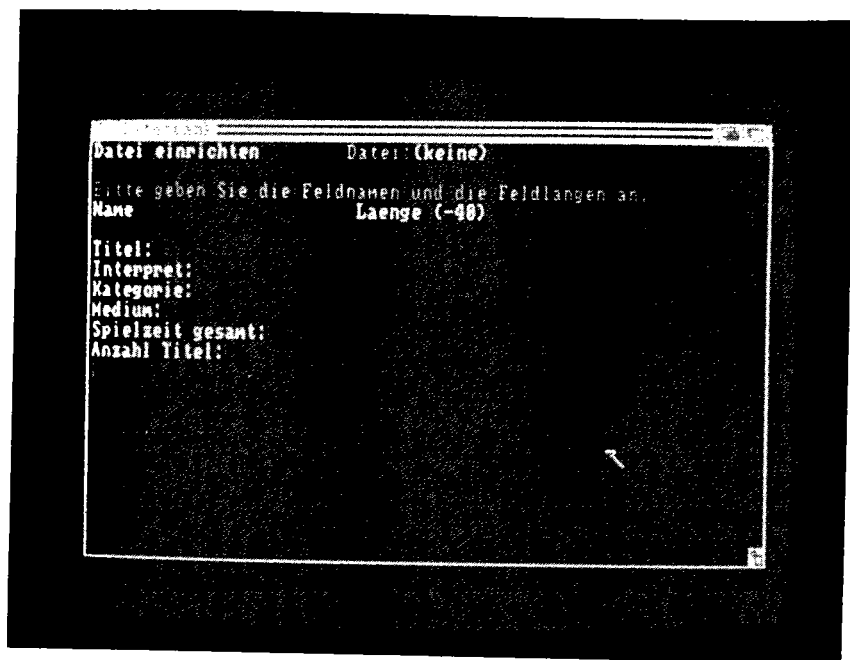 Datei einrichten Datei: (keine)
Bitte geben Sie die Feldnamen und die Feldlangen an.
Name Laenge (-40)
Titel:
Interpret:
Kategorie:
Medium:
Spielzeit gesamt:
Anzahl Titel: